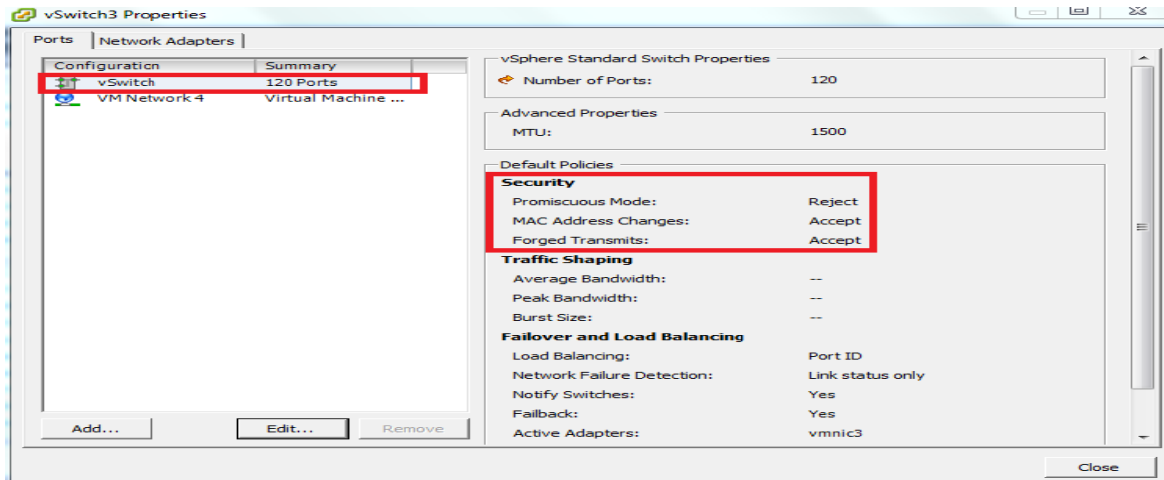 vSwitch3 Properties
Ports Network Adapters
Configuration Summary
vSwitch 120 Ports
VM Network 4 Virtual Machine ...
Add... Edit... Remove
vSphere Standard Switch Properties
Number of Ports: 120
Advanced Properties
MTU: 1500
Default Policies
Security
Promiscuous Mode: Reject
MAC Address Changes: Accept
Forged Transmits: Accept
Traffic Shaping
Average Bandwidth: --
Peak Bandwidth: --
Burst Size: --
Failover and Load Balancing
Load Balancing: Port ID
Network Failure Detection: Link status only
Notify Switches: Yes
Failback: Yes
Active Adapters: vmnic3
Close